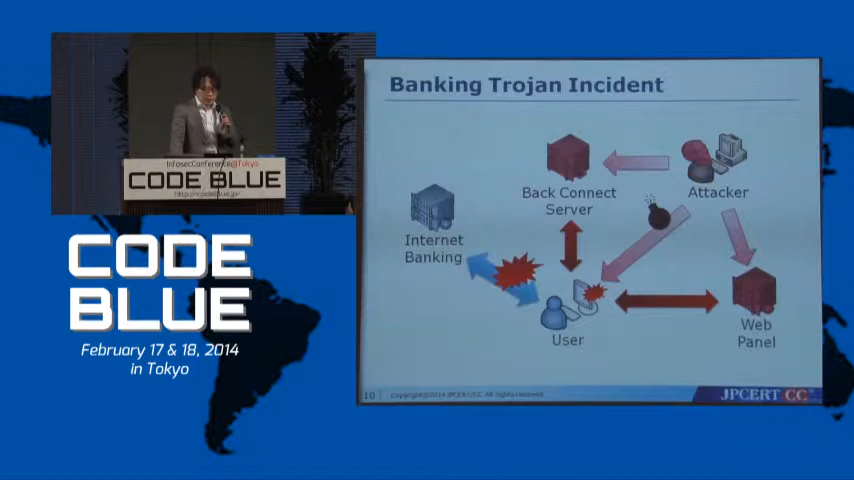 InfosecConference@Tokyo
CODE BLUE
http://codeblue.jp/
CODE
BLUE
February 17 & 18, 2014
in Tokyo
Banking Trojan Incident
Back Connect
Server
Attacker
Internet
Banking
User
Web
Panel
10
Copyright©2014 JPCERT/CC. All rights reserved.
JPCERT CC